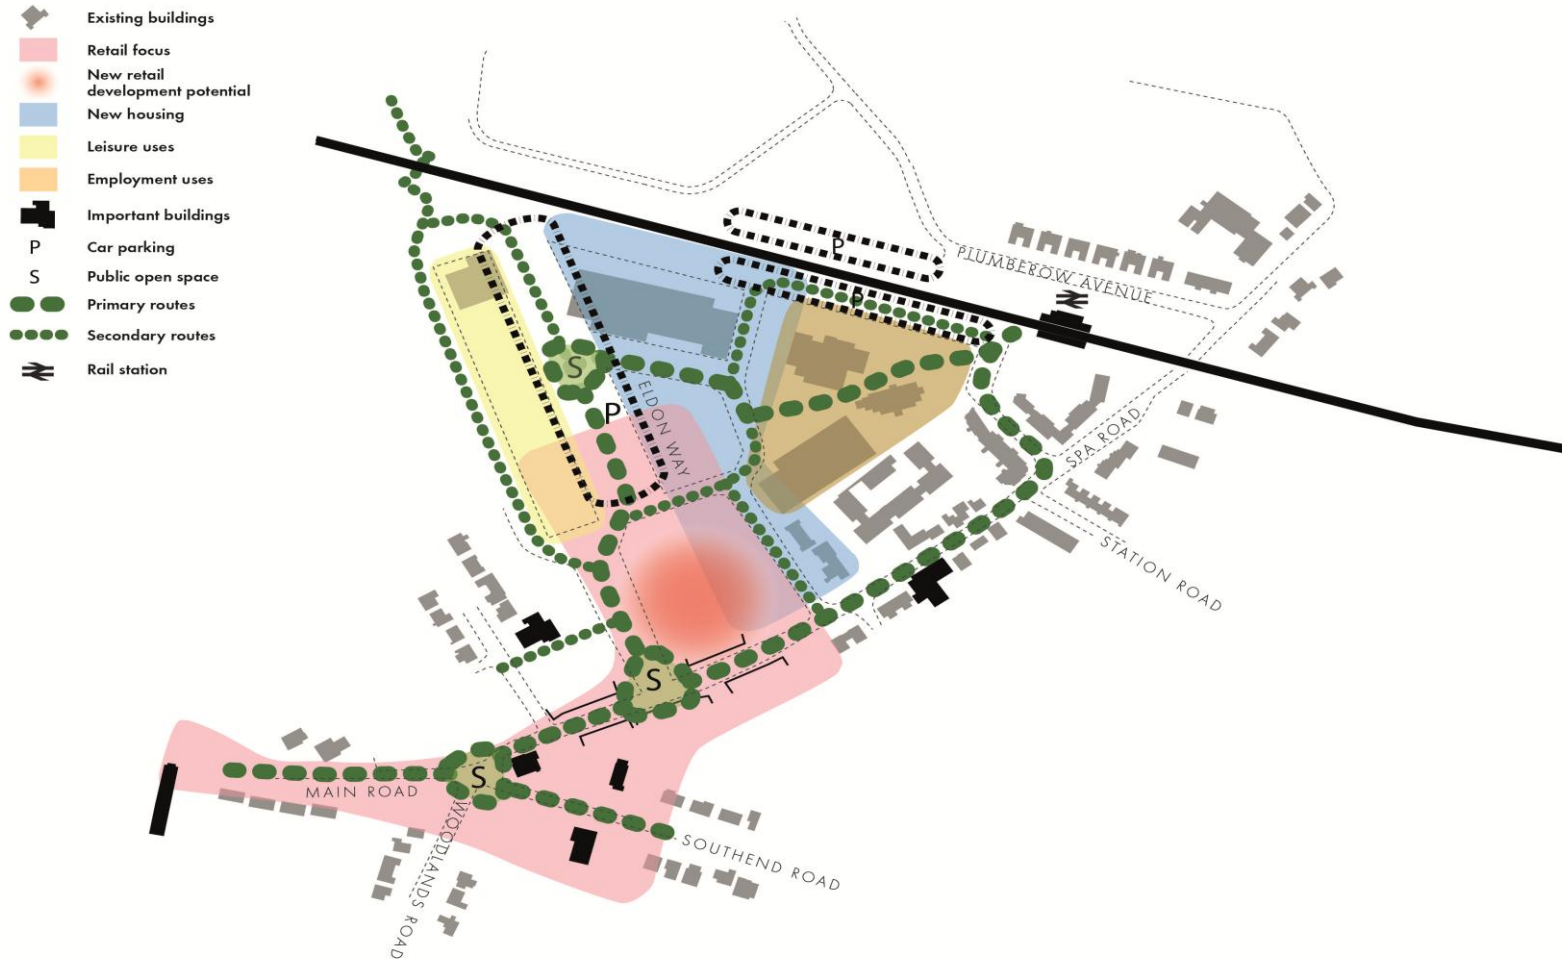 Existing buildings
Retail focus
New retail
development potential
New housing
Leisure uses
Employment uses
Important buildings
P
Car parking
S
Public open space
Primary routes
Secondary routes
Rail station
P
PLUMBEROW AVENUE
P
S
P
ELDON WAY
SPA ROAD
STATION ROAD
S
S
MAIN ROAD
WOODLANDS ROAD
SOUTHEND ROAD